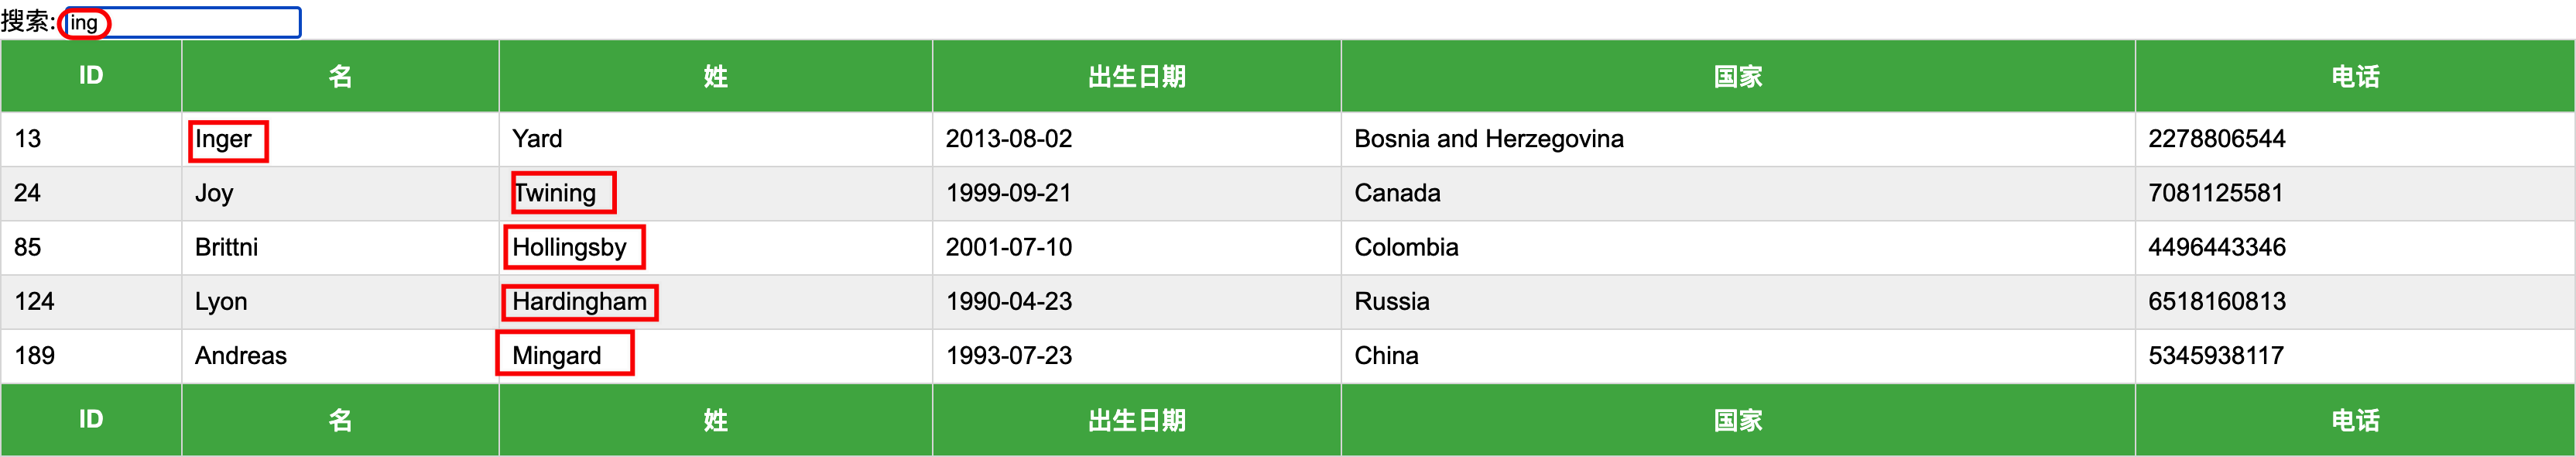 搜索: ing
ID 名 姓 出生日期 国家 电话
13 Inger Yard 2013-08-02 Bosnia and Herzegovina 2278806544
24 Joy Twining 1999-09-21 Canada 7081125581
85 Brittni Hollingsby 2001-07-10 Colombia 4496443346
124 Lyon Hardingham 1990-04-23 Russia 6518160813
189 Andreas Mingard 1993-07-23 China 5345938117
ID 名 姓 出生日期 国家 电话